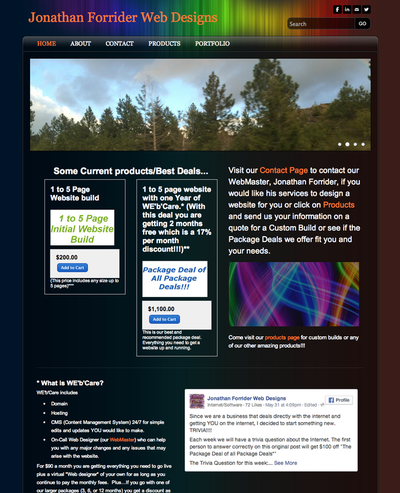 Jonathan Forrider Web Designs
Search
GO
HOME ABOUT CONTACT PRODUCTS PORTFOLIO
Some Current products/Best Deals...
1 to 5 Page
Website build
1 to 5 Page
Initial Website
Build
$200.00
Add to Cart
(This price includes any size up to
5 pages)***
1 to 5 page website
with one Year of
WE'b'Care.* (With
this deal you are
getting 2 months
free which is a 17%
per month
discount!!!)**
Package Deal of
All Package
Deals!!!
$1,100.00
Add to Cart
This is our best and
recommended package deal.
Everything you need to get a
website up and running.
Visit our Contact Page to contact our
WebMaster, Jonathan Forrider, if you
would like his services to design a
website for you or click on Products
and send us your information on a
quote for a Custom Build or see if the
Package Deals we offer fit you and
your needs.
Come visit our products page for custom builds or any
of our other amazing products!!!
* What is WE'b'Care?
WE'b'Care includes
• Domain
• Hosting
• CMS (Content Management System) 24/7 for simple
edits and updates YOU would like to make.
• On-Call Web Designer (our WebMaster) who can help
you with any major changes and issues that may
arise with the website.
For $90 a month you are getting everything you need to go live
plus a virtual "Web designer" of your own for as long as you
continue to pay the monthly fees. Plus...If you go with one of
our larger packages (3, 6, or 12 months) you get a discount as
Jonathan Forrider Web Designs
Internet/Software · 72 Likes · May 31 at 4:09pm · Edited ·
Profile
Since we are a business that deals directly with the internet and
getting YOU on the internet, I decided to start something new.
TRIVIA!!!!
Each week we will have a trivia question about the Internet. The first
person to answer correctly on this original post will get $100 off "The
Package Deal of all Package Deals*"
The Trivia Question for this week:... See More